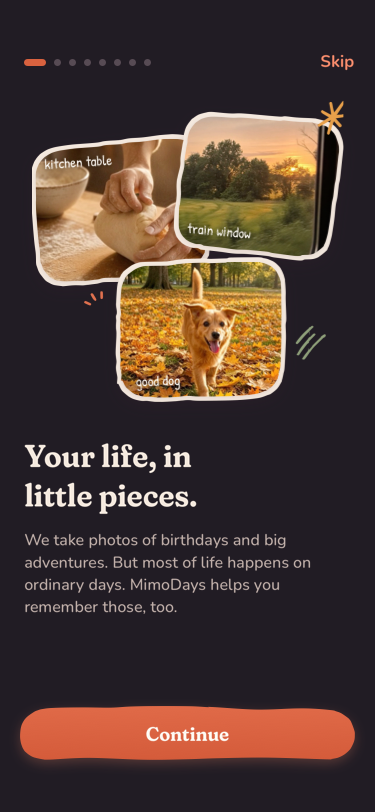 Skip
kitchen table
train window
good dog
Your life, in
little pieces.
We take photos of birthdays and big
adventures. But most of life happens on
ordinary days. MimoDays helps you
remember those, too.
Continue